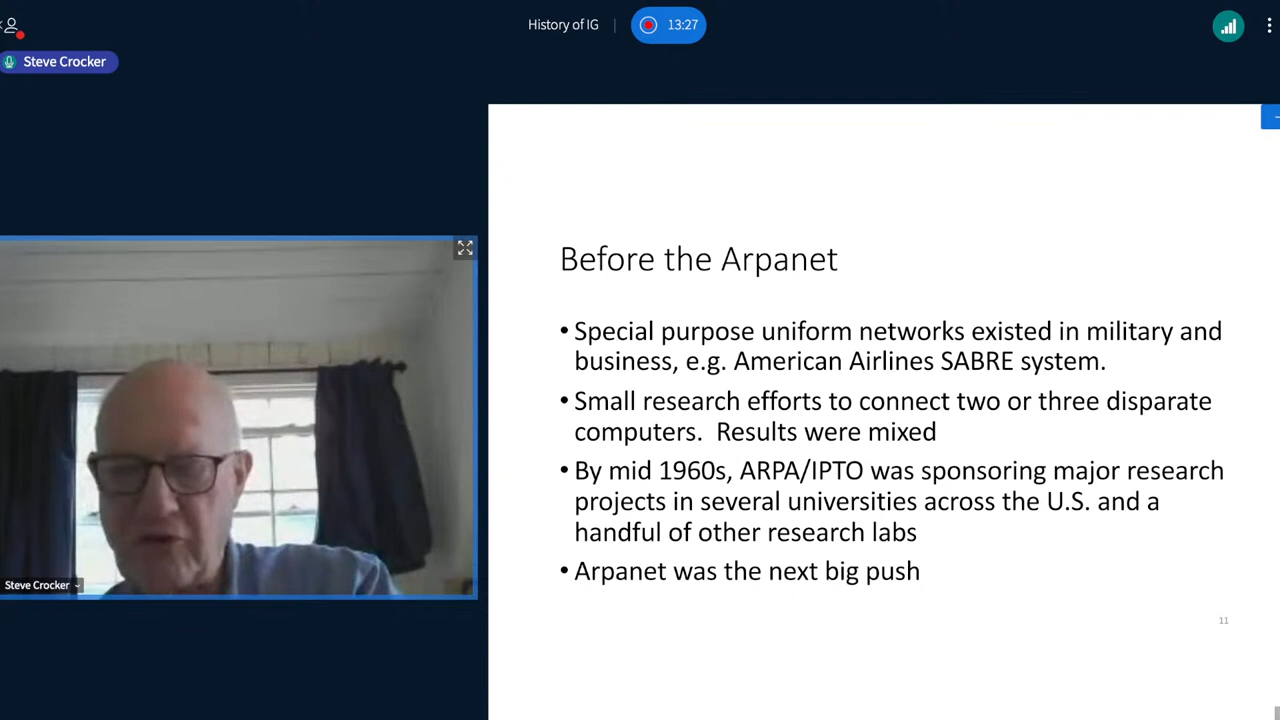 History of IG
13:27
Steve Crocker
Before the Arpanet
• Special purpose uniform networks existed in military and
business, e.g. American Airlines SABRE system.
• Small research efforts to connect two or three disparate
computers.  Results were mixed
• By mid 1960s, ARPA/IPTO was sponsoring major research
projects in several universities across the U.S. and a
handful of other research labs
• Arpanet was the next big push
Steve Crocker
11